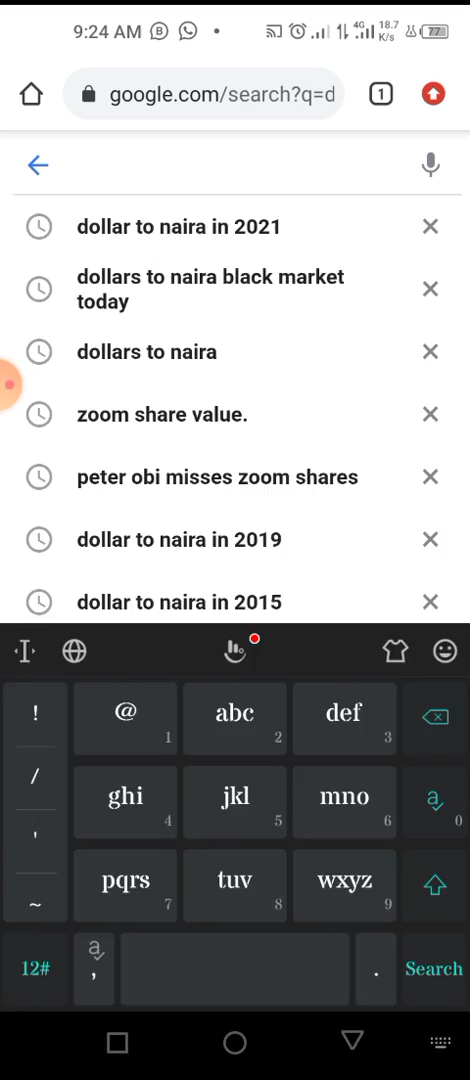 9:24 AM B 4G 18.7 K/s 77
google.com/search?q=d 1
dollar to naira in 2021
dollars to naira black market
today
dollars to naira
zoom share value.
peter obi misses zoom shares
dollar to naira in 2019
dollar to naira in 2015
! @ 1 abc 2 def 3
/ ghi 4 jkl 5 mno 6 a 0
' pqrs 7 tuv 8 wxyz 9
~
12# a , . Search